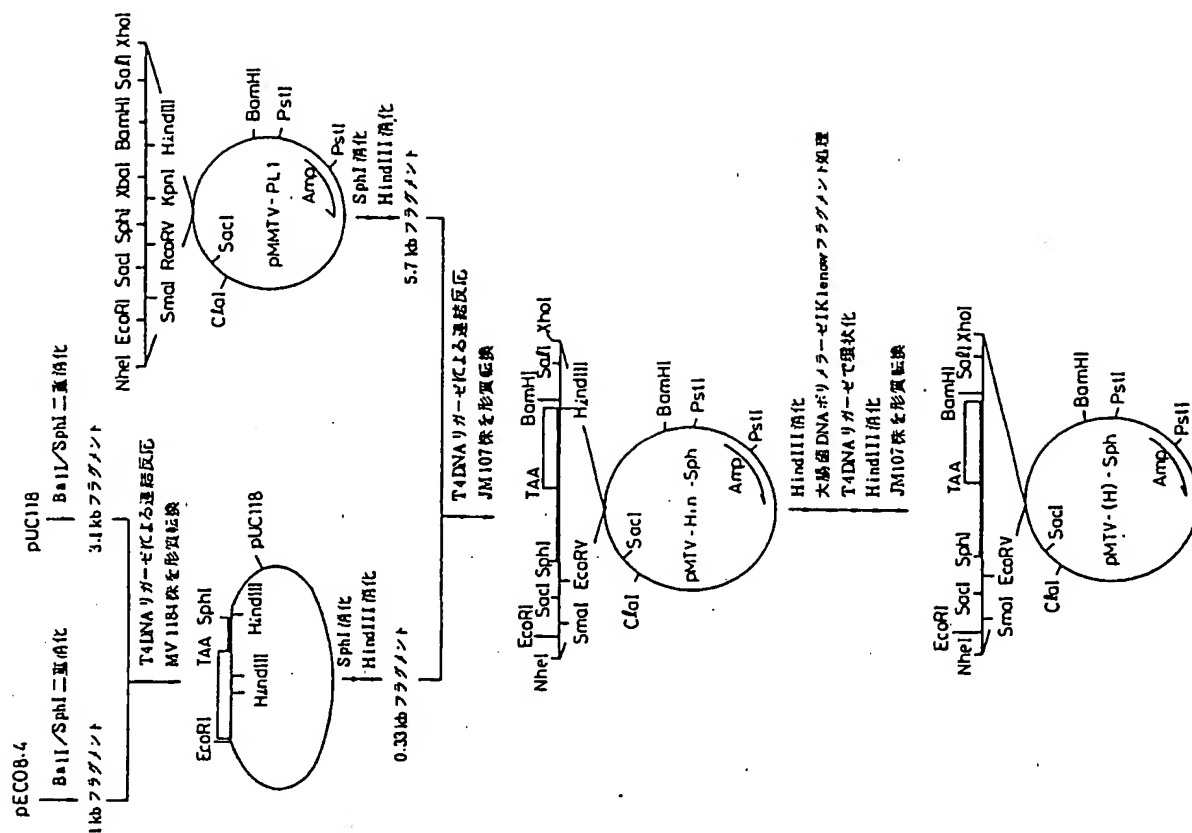 pECO8.4
Bal I/SphI二重消化
1kbフラグメント
pUC118
Bal I/SphI二重消化
3.1kbフラグメント
T4DNAリガーゼによる連結反応
MV1184株を形質転換
EcoRI
TAA
SphI
HindIII
HindIII
pUC118
SphI消化
HindIII消化
0.33kbフラグメント
NheI
EcoRI
SacI
SphI
XbaI
BamHI
SalI
XhoI
SmaI
RcoRV
KpnI
HindIII
SacI
ClaI
pMMTV-PL1
BamHI
PstI
PstI
Amp
SphI消化
HindIII消化
5.7kbフラグメント
T4DNAリガーゼによる連結反応
JM107株を形質転換
NheI
EcoRI
SacI
SphI
TAA
BamHI
SalI
XhoI
SmaI
EcoRV
HindIII
SacI
ClaI
pMTV-Hin-Sph
BamHI
PstI
PstI
Amp
HindIII消化
大腸菌DNAポリメラーゼIKlenowフラグメント処理
T4DNAリガーゼで環状化
HindIII消化
JM107株を形質転換
NheI
EcoRI
SacI
SphI
TAA
BamHI
SalI
XhoI
SmaI
EcoRV
SacI
ClaI
pMTV-(H)-Sph
BamHI
PstI
PstI
Amp